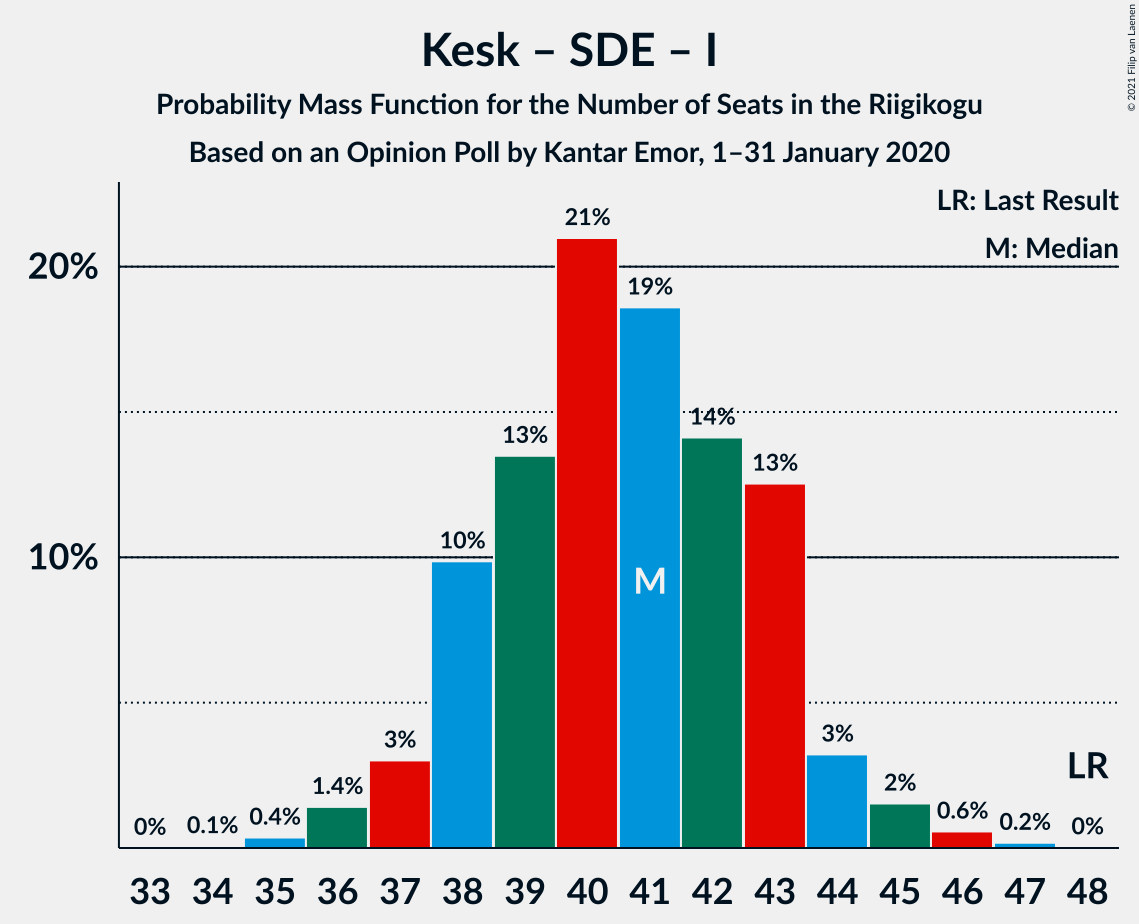 Kesk – SDE – I
Probability Mass Function for the Number of Seats in the Riigikogu
Based on an Opinion Poll by Kantar Emor, 1–31 January 2020
© 2021 Filip van Laenen
LR: Last Result
M: Median
20%
10%
0%
0.1%
0.4%
1.4%
3%
10%
13%
21%
19%
14%
13%
3%
2%
0.6%
0.2%
0%
M
LR
33 34 35 36 37 38 39 40 41 42 43 44 45 46 47 48